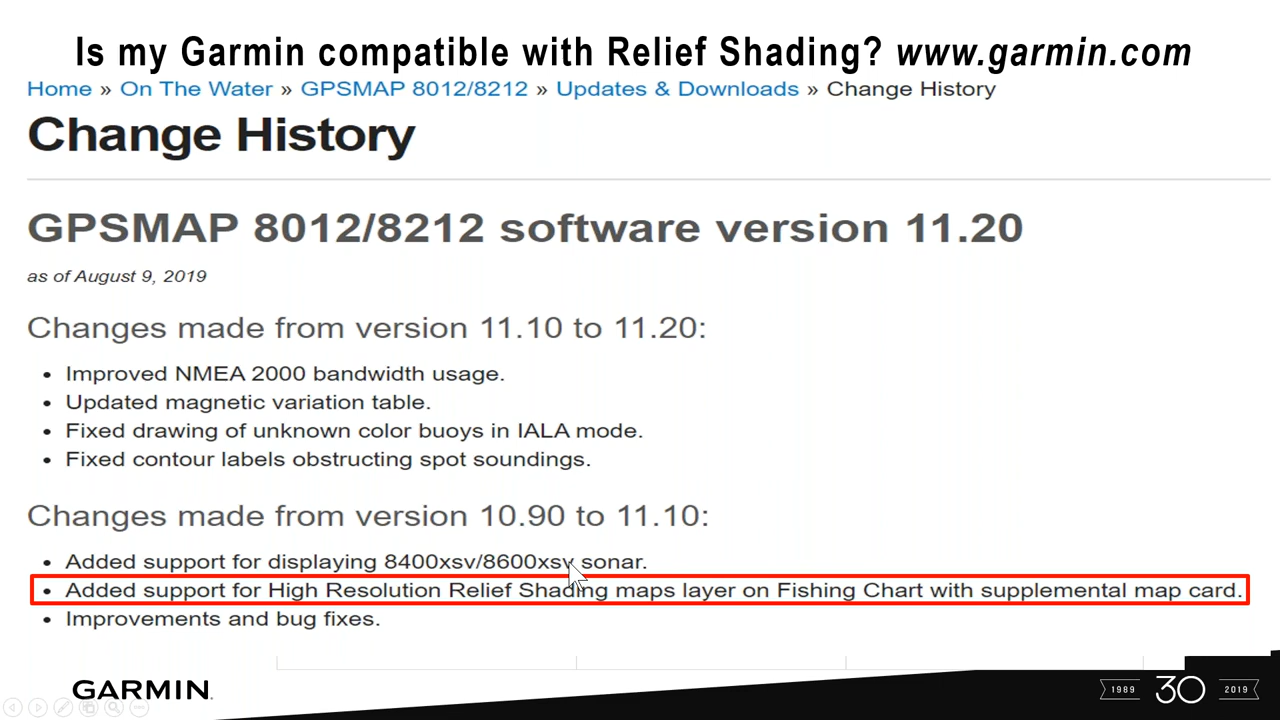 Is my Garmin compatible with Relief Shading? www.garmin.com
Home » On The Water » GPSMAP 8012/8212 » Updates & Downloads » Change History
Change History
GPSMAP 8012/8212 software version 11.20
as of August 9, 2019
Changes made from version 11.10 to 11.20:
• Improved NMEA 2000 bandwidth usage.
• Updated magnetic variation table.
• Fixed drawing of unknown color buoys in IALA mode.
• Fixed contour labels obstructing spot soundings.
Changes made from version 10.90 to 11.10:
• Added support for displaying 8400xsv/8600xsv sonar.
• Added support for High Resolution Relief Shading maps layer on Fishing Chart with supplemental map card.
• Improvements and bug fixes.
GARMIN.
1989 30 2019